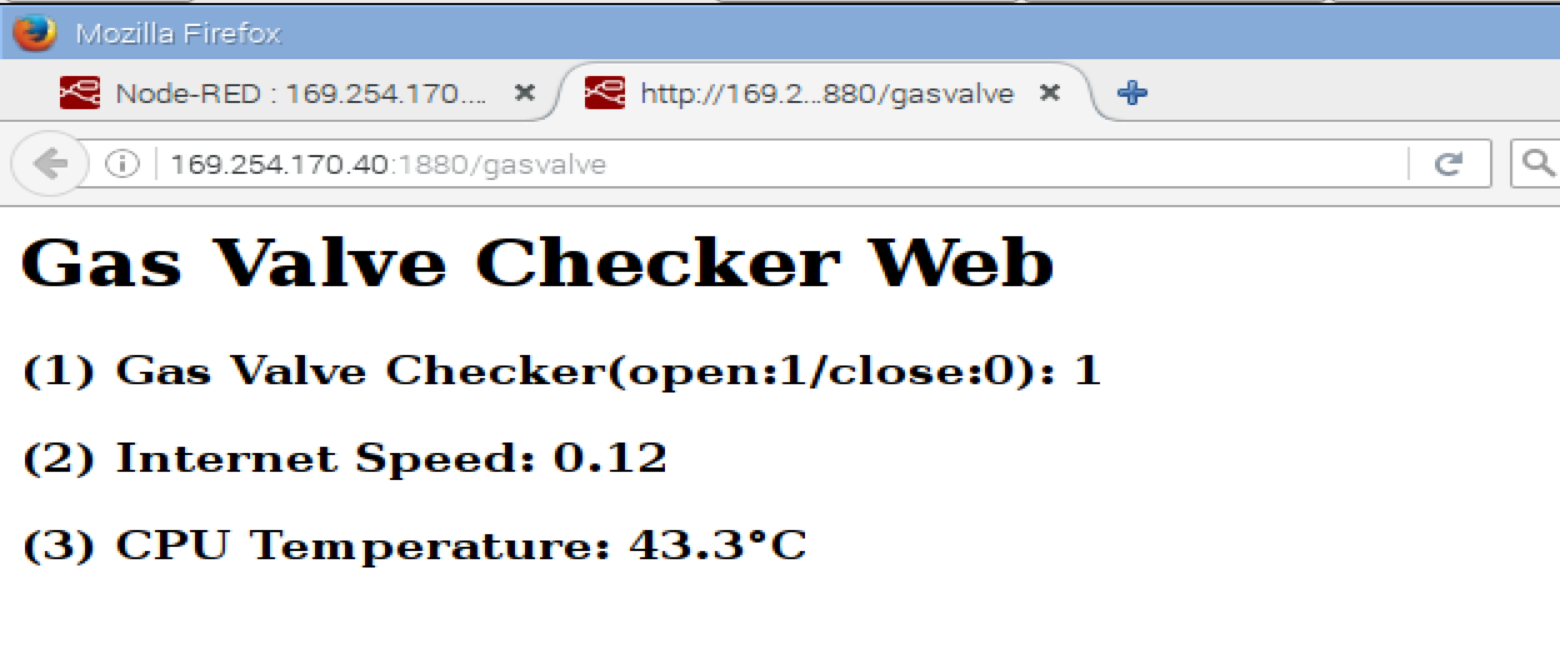 Mozilla Firefox
Node-RED : 169.254.170....
http://169.2...880/gasvalve
169.254.170.40:1880/gasvalve
Gas Valve Checker Web
(1) Gas Valve Checker(open:1/close:0): 1
(2) Internet Speed: 0.12
(3) CPU Temperature: 43.3°C